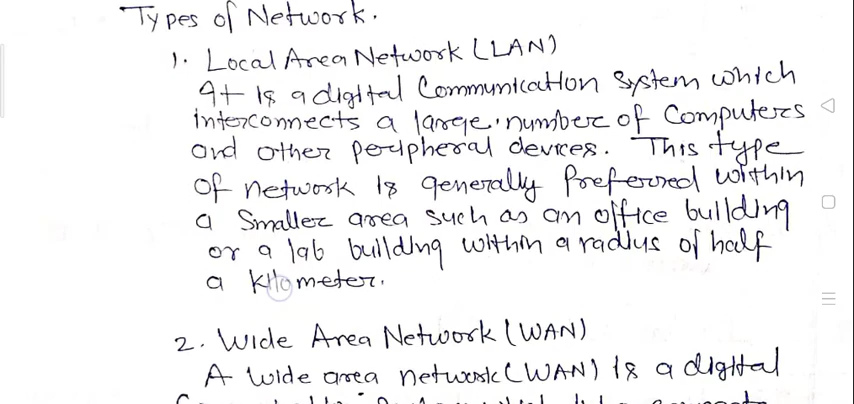 Types of Network.
1. Local Area Network (LAN)
It is a digital Communication System which
interconnects a large number of Computers
and other peripheral devices. This type
of network is generally Preferred within
a Smaller area such as an office building
or a lab building within a radius of half
a kilometer.
2. Wide Area Network (WAN)
A Wide area network (WAN) is a digital